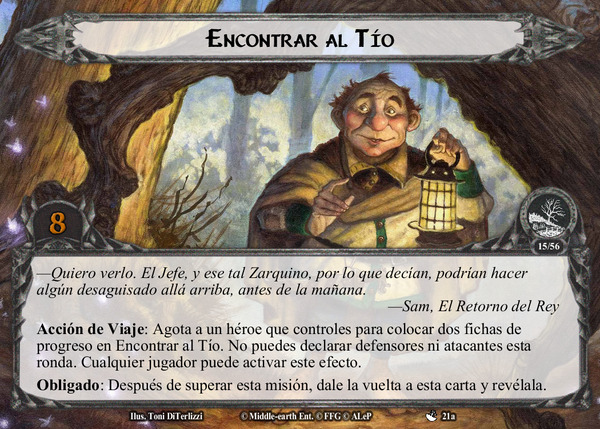 Encontrar al Tío
8
15/56
—Quiero verlo. El Jefe, y ese tal Zarquino, por lo que decían, podrían hacer
algún desaguisado allá arriba, antes de la mañana.
—Sam, El Retorno del Rey
Acción de Viaje: Agota a un héroe que controles para colocar dos fichas de
progreso en Encontrar al Tío. No puedes declarar defensores ni atacantes esta
ronda. Cualquier jugador puede activar este efecto.
Obligado: Después de superar esta misión, dale la vuelta a esta carta y revélala.
Ilus. Toni DiTerlizzi © Middle-earth Ent. © FFG © ALeP 21a